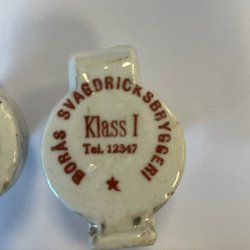 BORÅS SVAGDRICKSBRYGGERI
Klass I
Tel. 12347